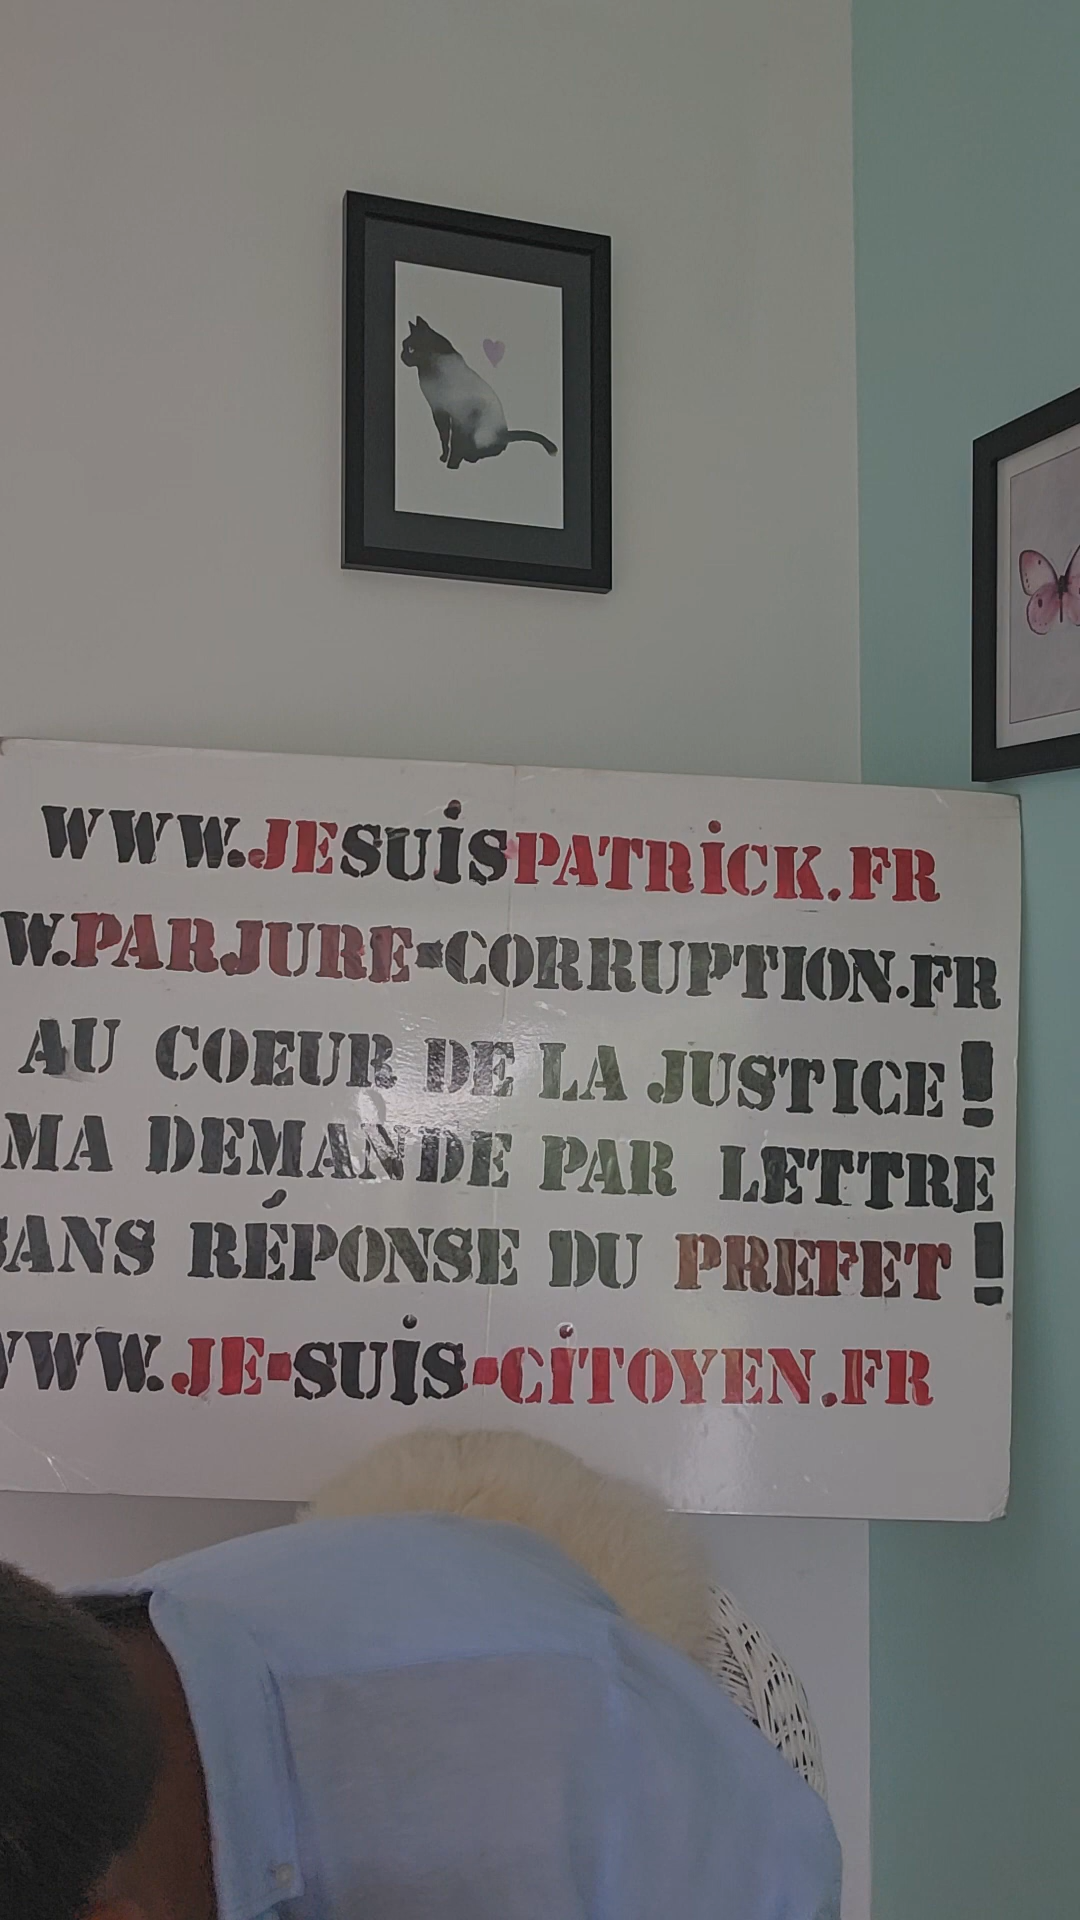 WWW.JESUiSPATRiCK.FR
W.PARJURE-CORRUPTION.FR
AU COEUR DE LA JUSTICE!
MA DEMANDE PAR LETTRE
SANS RÉPONSE DU PREFET!
WWW.JE-SUiS-CiTOYEN.FR